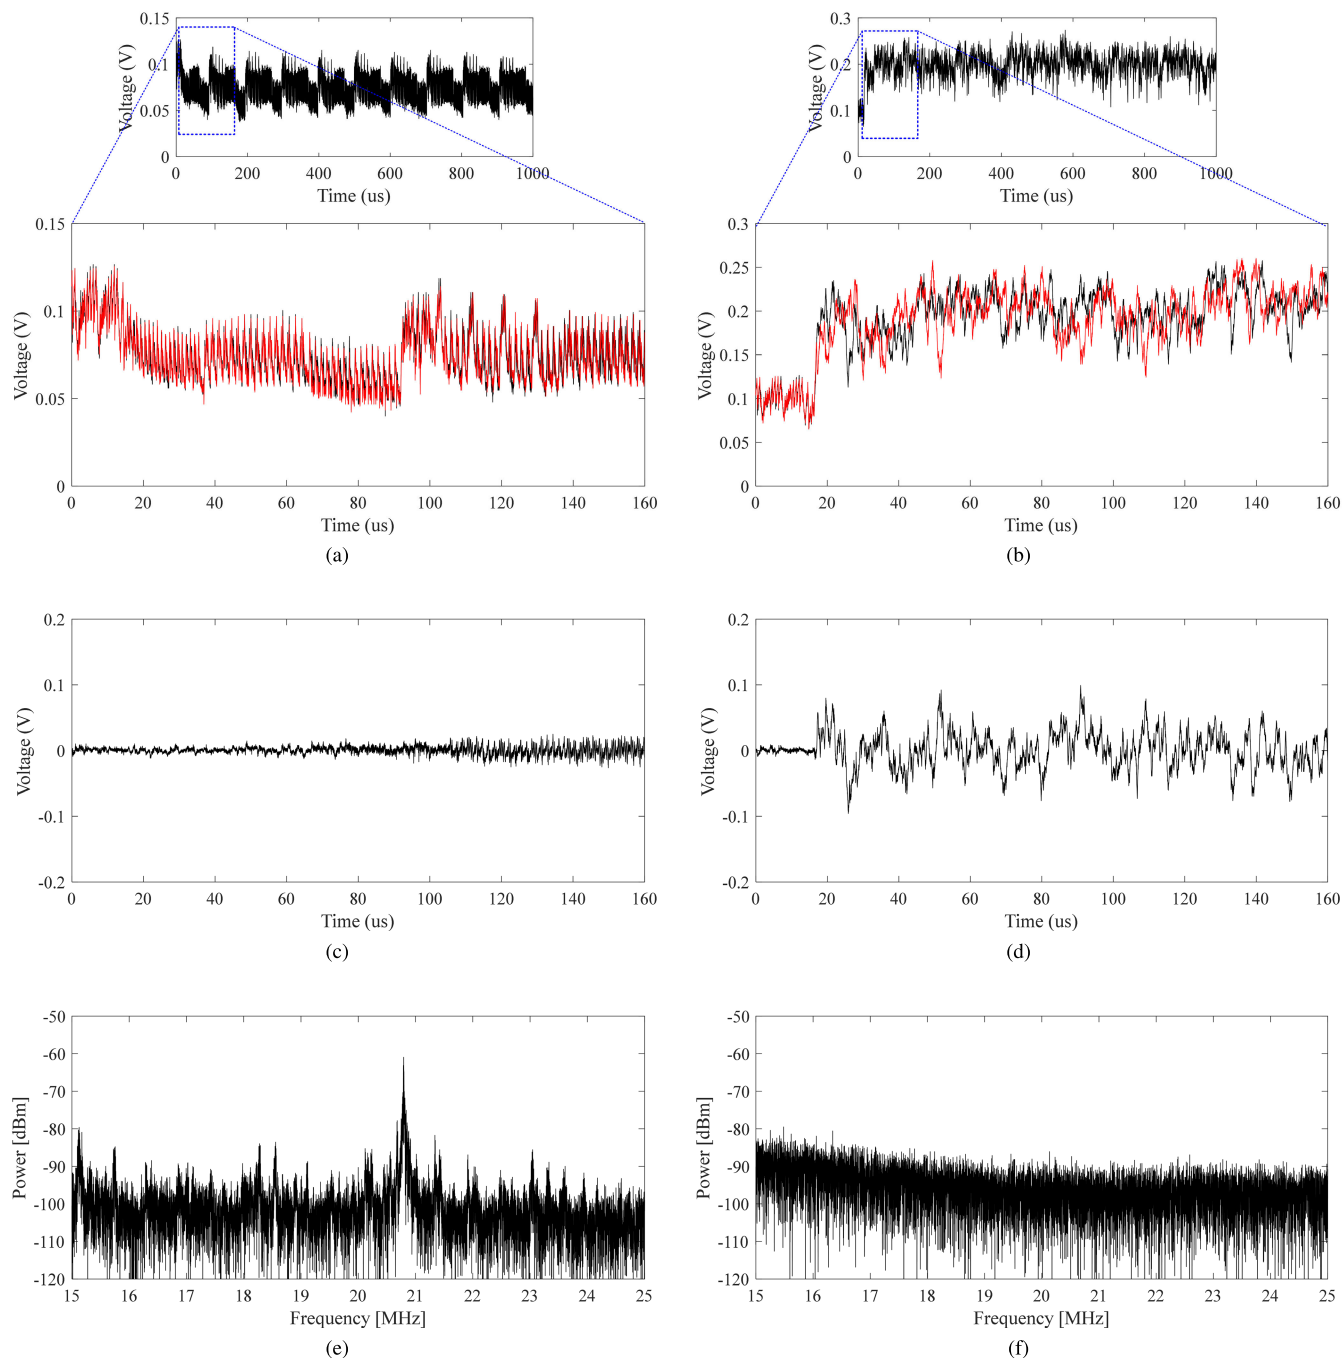 0.15
0.1
0.05
0
Voltage (V)
0 200 400 600 800 1000
Time (us)
0.3
0.2
0.1
0
Voltage (V)
0 200 400 600 800 1000
Time (us)
0.15
0.1
0.05
0
Voltage (V)
0 20 40 60 80 100 120 140 160
Time (us)
(a)
0.3
0.25
0.2
0.15
0.1
0.05
0
Voltage (V)
0 20 40 60 80 100 120 140 160
Time (us)
(b)
0.2
0.1
0
-0.1
-0.2
Voltage (V)
0 20 40 60 80 100 120 140 160
Time (us)
(c)
0.2
0.1
0
-0.1
-0.2
Voltage (V)
0 20 40 60 80 100 120 140 160
Time (us)
(d)
-50
-60
-70
-80
-90
-100
-110
-120
Power [dBm]
15 16 17 18 19 20 21 22 23 24 25
Frequency [MHz]
(e)
-50
-60
-70
-80
-90
-100
-110
-120
Power [dBm]
15 16 17 18 19 20 21 22 23 24 25
Frequency [MHz]
(f)